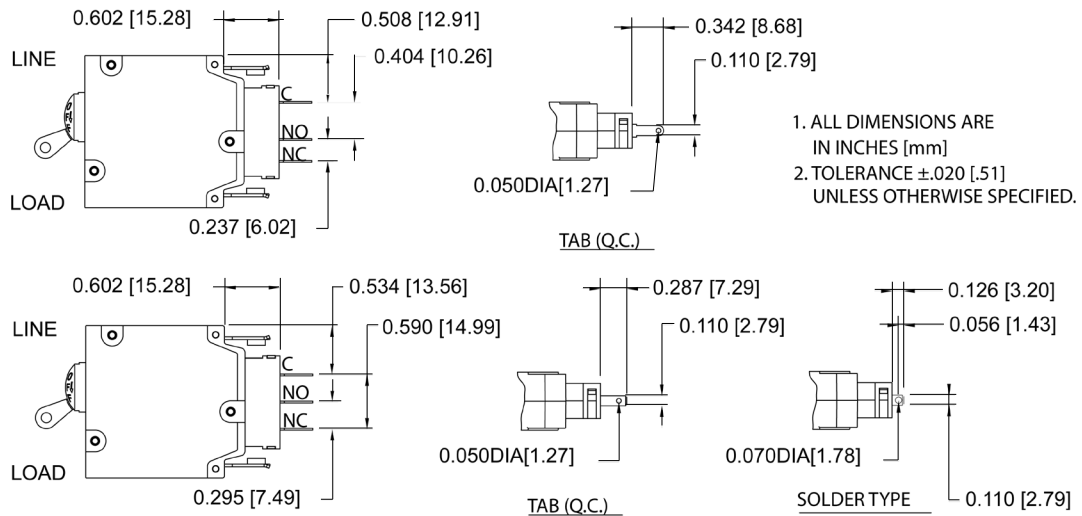 0.602 [15.28]
0.508 [12.91]
0.404 [10.26]
LINE
C
NO
NC
LOAD
0.237 [6.02]
0.342 [8.68]
0.110 [2.79]
0.050DIA[1.27]
TAB (Q.C.)
1. ALL DIMENSIONS ARE
IN INCHES [mm]
2. TOLERANCE ±.020 [.51]
UNLESS OTHERWISE SPECIFIED.
0.602 [15.28]
0.534 [13.56]
0.590 [14.99]
LINE
C
NO
NC
LOAD
0.295 [7.49]
0.287 [7.29]
0.110 [2.79]
0.050DIA[1.27]
TAB (Q.C.)
0.126 [3.20]
0.056 [1.43]
0.070DIA[1.78]
0.110 [2.79]
SOLDER TYPE